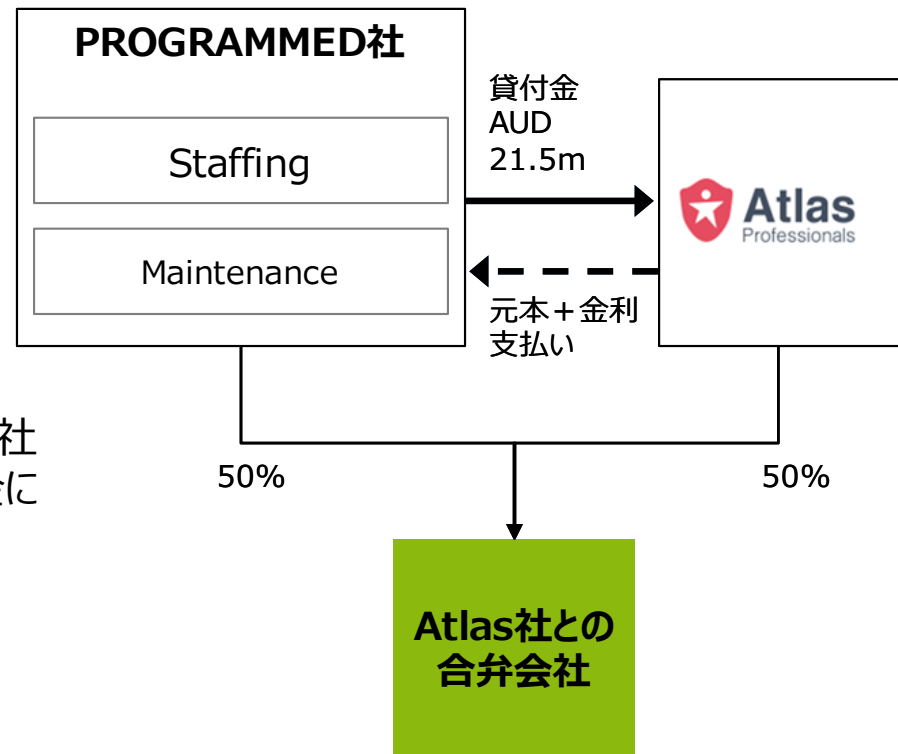 PROGRAMMED社
Staffing
Maintenance
貸付金
AUD
21.5m
Atlas
Professionals
元本+金利
支払い
社
に
50%
50%
Atlas社との
合弁会社